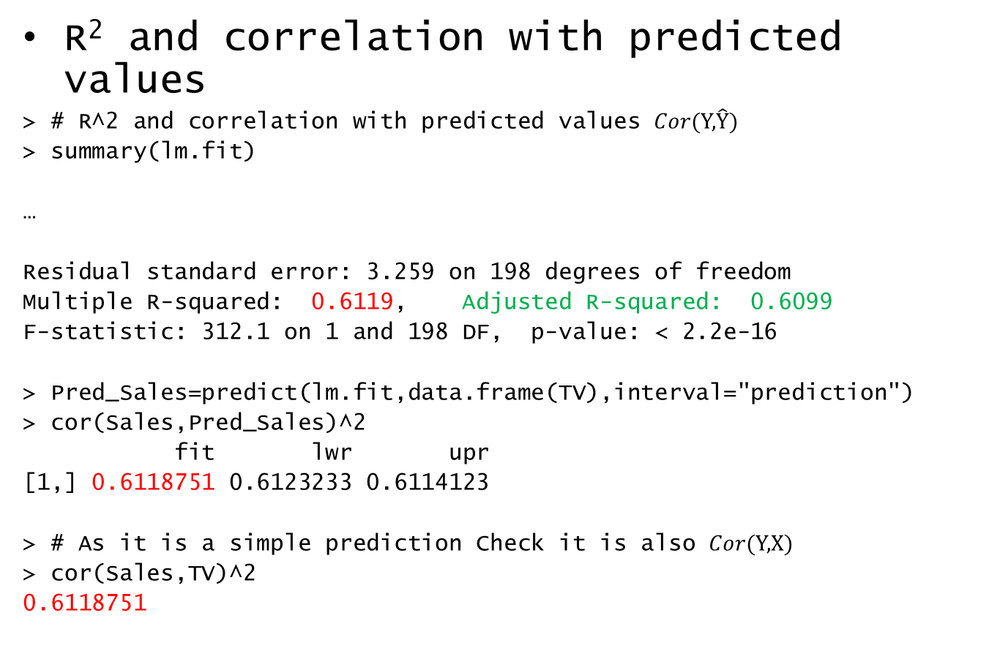 • R² and correlation with predicted
values
> # R^2 and correlation with predicted values Cor(Y,Ŷ)
> summary(lm.fit)
…
Residual standard error: 3.259 on 198 degrees of freedom
Multiple R-squared:  0.6119,    Adjusted R-squared:  0.6099
F-statistic: 312.1 on 1 and 198 DF,  p-value: < 2.2e-16
> Pred_Sales=predict(lm.fit,data.frame(TV),interval="prediction")
> cor(Sales,Pred_Sales)^2
           fit       lwr       upr
[1,] 0.6118751 0.6123233 0.6114123
> # As it is a simple prediction Check it is also Cor(Y,X)
> cor(Sales,TV)^2
0.6118751